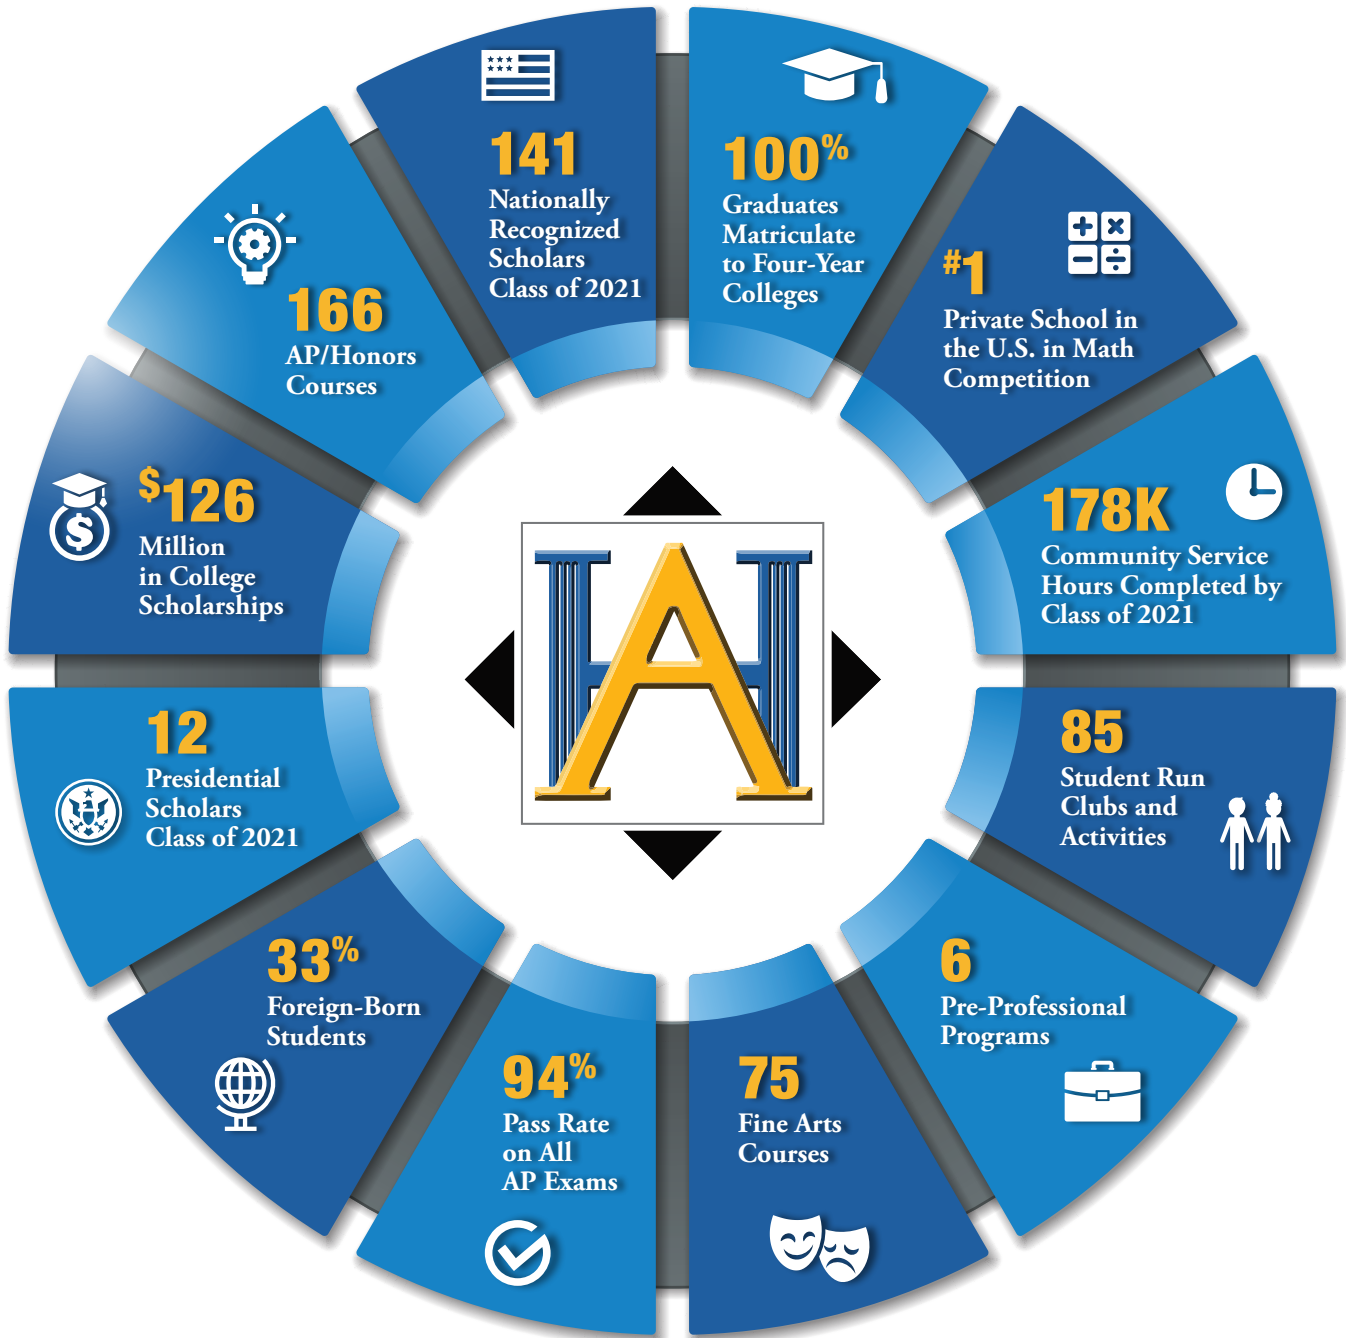 100%
Graduates
Matriculate
to Four-Year
Colleges
#1
Private School in
the U.S. in Math
Competition
178K
Community Service
Hours Completed by
Class of 2021
85
Student Run
Clubs and
Activities
6
Pre-Professional
Programs
75
Fine Arts
Courses
94%
Pass Rate
on All
AP Exams
33%
Foreign-Born
Students
12
Presidential
Scholars
Class of 2021
$126
Million
in College
Scholarships
166
AP/Honors
Courses
141
Nationally
Recognized
Scholars
Class of 2021
AH